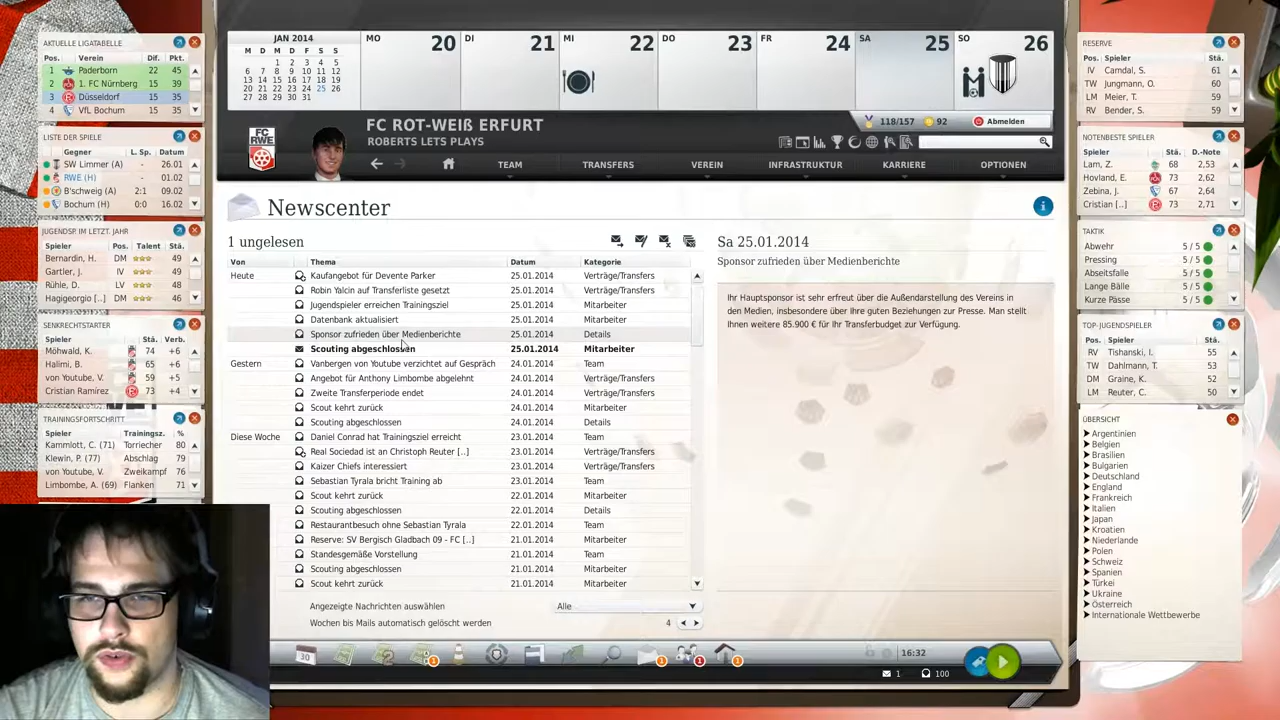 AKTUELLE LIGATABELLE
Pos. Verein Dif. Pkt.
1 Paderborn 22 45
2 1. FC Nürnberg 15 39
3 Düsseldorf 15 35
4 VfL Bochum 15 35
LISTE DER SPIELE
Gegner L. Sp. Datum
SW Limmer (A) - 26.01
RWE (H) - 01.02
B'schweig (A) 2:1 09.02
Bochum (H) 0:0 16.02
JUGENDSP. IM LETZT. JAHR
Spieler Pos. Talent Stä.
Bernardin, H. DM 49
Gartler, J. IV 49
Rühle, D. LV 48
Hagigeorgio [..] DM 46
SENKRECHTSTARTER
Spieler Stä. Verb.
Möhwald, K. 74 +6
Halimi, B. 65 +6
von Youtube, V. 59 +5
Cristian Ramírez 73 +4
TRAININGSFORTSCHRITT
Spieler Trainingsz. %
Kammlott, C. (71) Torriecher 80
Klewin, P. (77) Abschlag 79
von Youtube, V. Zweikampf 76
Limbombe, A. (69) Flanken 71
JAN 2014
M D M D F S S
1 2 3 4 5
6 7 8 9 10 11 12
13 14 15 16 17 18 19
20 21 22 23 24 25 26
27 28 29 30 31
MO 20 DI 21 MI 22 DO 23 FR 24 SA 25 SO 26
FC RWE
FC ROT-WEIß ERFURT
ROBERTS LETS PLAYS
118/157 92 Abmelden
TEAM TRANSFERS VEREIN INFRASTRUKTUR KARRIERE OPTIONEN
Newscenter
1 ungelesen
Von Thema Datum Kategorie
Heute Kaufangebot für Devente Parker 25.01.2014 Verträge/Transfers
Robin Yalcin auf Transferliste gesetzt 25.01.2014 Verträge/Transfers
Jugendspieler erreichen Trainingsziel 25.01.2014 Mitarbeiter
Datenbank aktualisiert 25.01.2014 Mitarbeiter
Sponsor zufrieden über Medienberichte 25.01.2014 Details
Scouting abgeschlossen 25.01.2014 Mitarbeiter
Gestern Vanbergen von Youtube verzichtet auf Gespräch 24.01.2014 Team
Angebot für Anthony Limbombe abgelehnt 24.01.2014 Verträge/Transfers
Zweite Transferperiode endet 24.01.2014 Verträge/Transfers
Scout kehrt zurück 24.01.2014 Mitarbeiter
Scouting abgeschlossen 24.01.2014 Details
Diese Woche Daniel Conrad hat Trainingsziel erreicht 23.01.2014 Team
Real Sociedad ist an Christoph Reuter [..] 23.01.2014 Verträge/Transfers
Kaizer Chiefs interessiert 23.01.2014 Verträge/Transfers
Sebastian Tyrala bricht Training ab 23.01.2014 Team
Scout kehrt zurück 22.01.2014 Mitarbeiter
Scouting abgeschlossen 22.01.2014 Details
Restaurantbesuch ohne Sebastian Tyrala 22.01.2014 Team
Reserve: SV Bergisch Gladbach 09 - FC [..] 21.01.2014 Mitarbeiter
Standesgemäße Vorstellung 21.01.2014 Team
Scouting abgeschlossen 21.01.2014 Mitarbeiter
Scout kehrt zurück 21.01.2014 Mitarbeiter
Angezeigte Nachrichten auswählen Alle
Wochen bis Mails automatisch gelöscht werden 4
Sa 25.01.2014
Sponsor zufrieden über Medienberichte
Ihr Hauptsponsor ist sehr erfreut über die Außendarstellung des Vereins in
den Medien, insbesondere über Ihre guten Beziehungen zur Presse. Man stellt
Ihnen weitere 85.900 € für Ihr Transferbudget zur Verfügung.
30 1 1 1 1 16:32
1 100
RESERVE
Pos. Spieler Stä.
IV Camdal, S. 61
TW Jungmann, O. 60
LM Meier, T. 59
RV Bender, S. 59
NOTENBESTE SPIELER
Spieler Stä. D.-Note
Lam, Z. 68 2,53
Hovland, E. 73 2,62
Zebina, J. 67 2,64
Cristian [..] 73 2,71
TAKTIK
Abwehr 5 / 5
Pressing 5 / 5
Abseitsfalle 5 / 5
Lange Bälle 5 / 5
Kurze Pässe 5 / 5
TOP-JUGENDSPIELER
Pos. Spieler Stä.
RV Tishanski, I. 55
TW Dahlmann, T. 53
DM Graine, K. 52
LM Reuter, C. 50
ÜBERSICHT
Argentinien
Belgien
Brasilien
Bulgarien
Deutschland
England
Frankreich
Italien
Japan
Kroatien
Niederlande
Polen
Schweiz
Spanien
Türkei
Ukraine
Österreich
Internationale Wettbewerbe